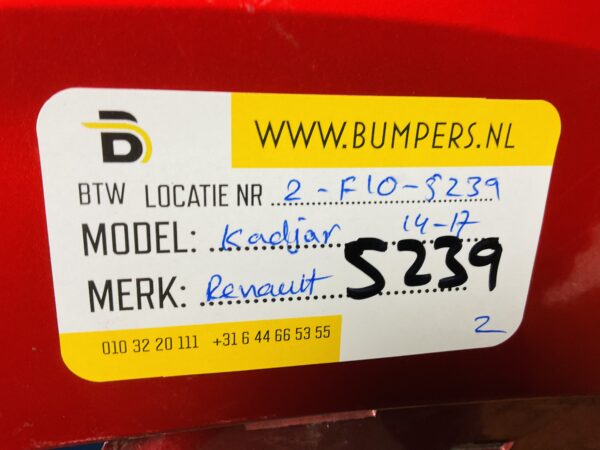 WWW.BUMPERS.NL
BTW LOCATIE NR 2-F10-S239
MODEL: Kadjar 14-17
MERK: Renault S239
010 32 20 111 +31 6 44 66 53 55
2